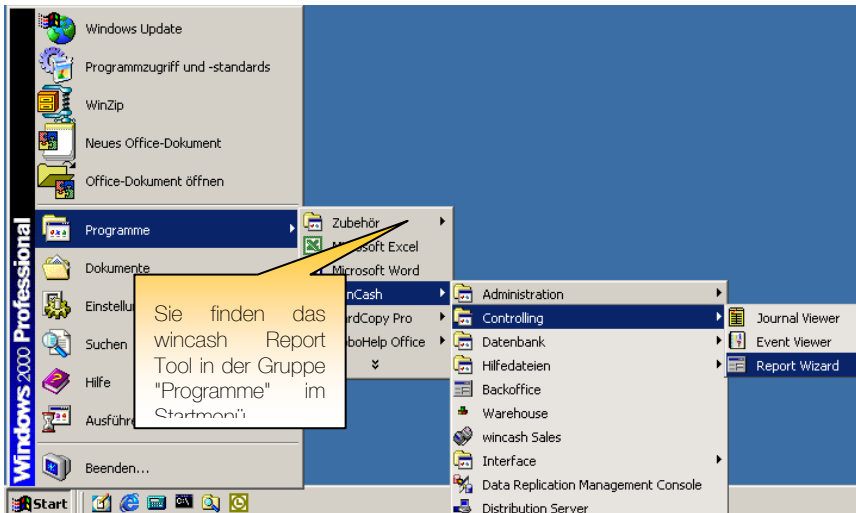 Windows Update
Programmzugriff und -standards
WinZip
Neues Office-Dokument
Office-Dokument öffnen
Programme
Dokumente
Suchen
Hilfe
Beenden...
Windows 2000 Professional
Start
Zubehör
Microsoft Word
Administration
Controlling
Datenbank
Hilfedateien
Backoffice
Warehouse
wincash Sales
Interface
Data Replication Management Console
Distribution Server
Journal Viewer
Event Viewer
Report Wizard
Sie finden das
wincash Report
Tool in der Gruppe
"Programme" im
Startmenü